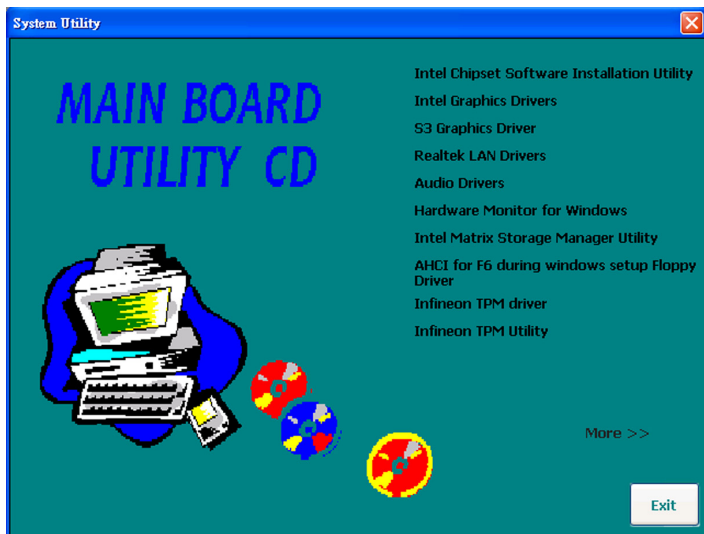 System Utility
MAIN BOARD
UTILITY CD
Intel Chipset Software Installation Utility
Intel Graphics Drivers
S3 Graphics Driver
Realtek LAN Drivers
Audio Drivers
Hardware Monitor for Windows
Intel Matrix Storage Manager Utility
AHCI for F6 during windows setup Floppy
Driver
Infineon TPM driver
Infineon TPM Utility
More >>
Exit